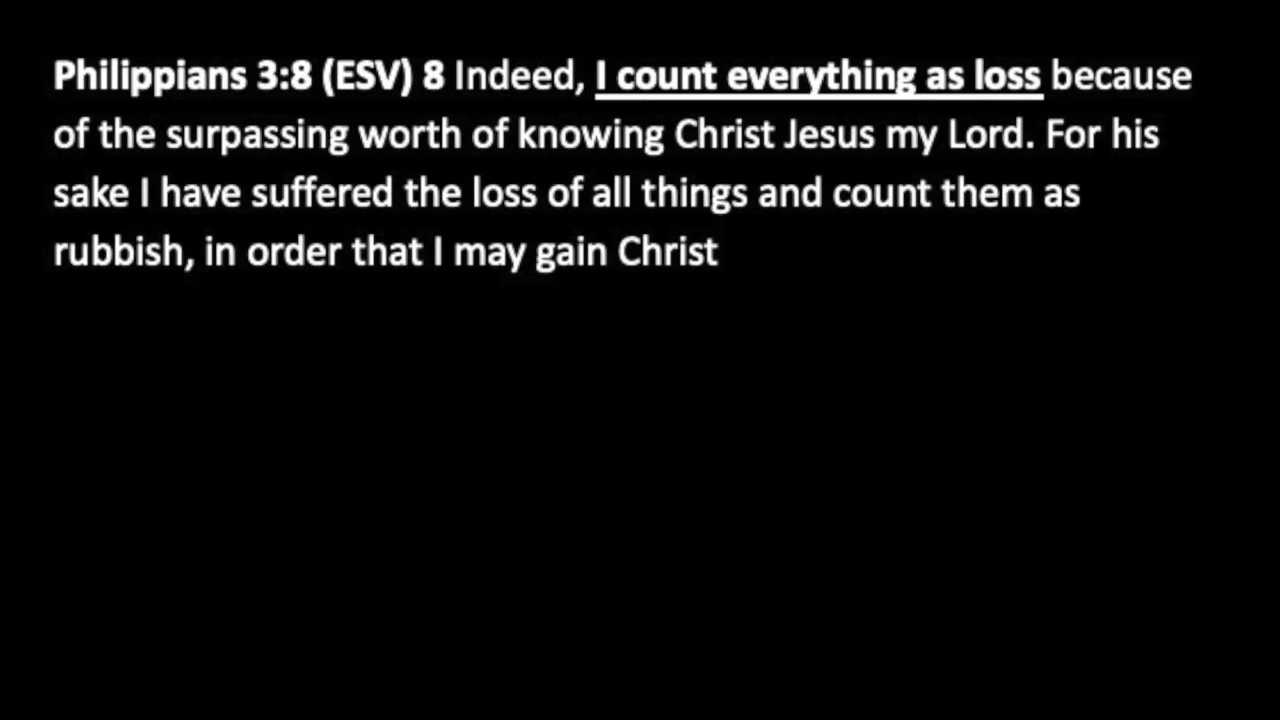 Philippians 3:8 (ESV) 8 Indeed, I count everything as loss because
of the surpassing worth of knowing Christ Jesus my Lord. For his
sake I have suffered the loss of all things and count them as
rubbish, in order that I may gain Christ